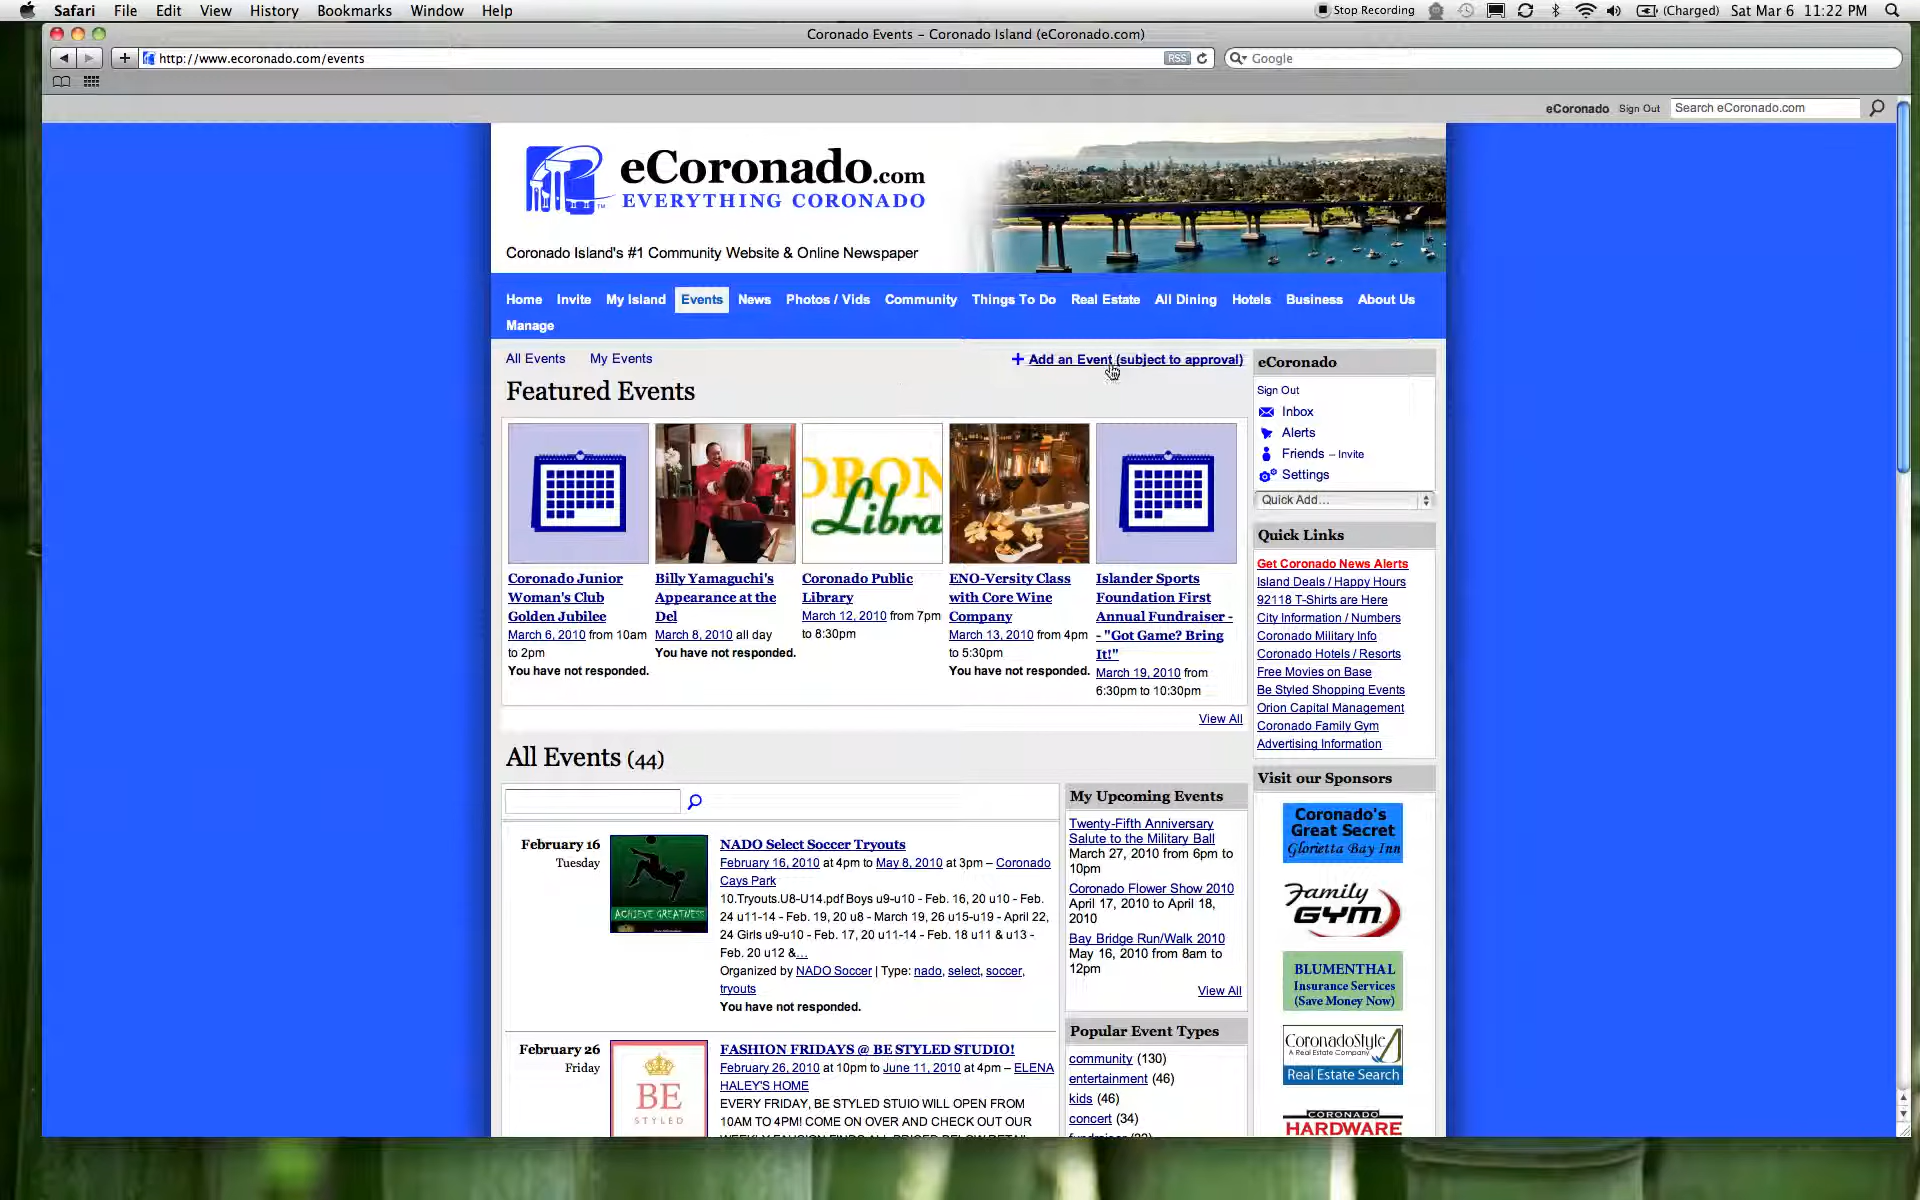 Safari File Edit View History Bookmarks Window Help
Stop Recording (Charged) Sat Mar 6 11:22 PM
Coronado Events – Coronado Island (eCoronado.com)
http://www.ecoronado.com/events RSS Google
eCoronado Sign Out Search eCoronado.com
eCoronado.com
EVERYTHING CORONADO
Coronado Island's #1 Community Website & Online Newspaper
Home Invite My Island Events News Photos / Vids Community Things To Do Real Estate All Dining Hotels Business About Us
Manage
All Events My Events + Add an Event (subject to approval)
Featured Events
Coronado Junior
Woman's Club
Golden Jubilee
March 6, 2010 from 10am
to 2pm
You have not responded.
Billy Yamaguchi's
Appearance at the
Del
March 8, 2010 all day
You have not responded.
Libra
Coronado Public
Library
March 12, 2010 from 7pm
to 8:30pm
ENO-Versity Class
with Core Wine
Company
March 13, 2010 from 4pm
to 5:30pm
You have not responded.
Islander Sports
Foundation First
Annual Fundraiser -
- "Got Game? Bring
It!"
March 19, 2010 from
6:30pm to 10:30pm
View All
All Events (44)
February 16
Tuesday
ACHIEVE GREATNESS
NADO Select Soccer Tryouts
February 16, 2010 at 4pm to May 8, 2010 at 3pm – Coronado
Cays Park
10.Tryouts.U8-U14.pdf Boys u9-u10 - Feb. 16, 20 u10 - Feb.
24 u11-14 - Feb. 19, 20 u8 - March 19, 26 u15-u19 - April 22,
24 Girls u9-u10 - Feb. 17, 20 u11-14 - Feb. 18 u11 & u13 -
Feb. 20 u12 &…
Organized by NADO Soccer | Type: nado, select, soccer,
tryouts
You have not responded.
February 26
Friday
BE
STYLED
FASHION FRIDAYS @ BE STYLED STUDIO!
February 26, 2010 at 10pm to June 11, 2010 at 4pm – ELENA
HALEY'S HOME
EVERY FRIDAY, BE STYLED STUIO WILL OPEN FROM
10AM TO 4PM! COME ON OVER AND CHECK OUT OUR
My Upcoming Events
Twenty-Fifth Anniversary
Salute to the Military Ball
March 27, 2010 from 6pm to
10pm
Coronado Flower Show 2010
April 17, 2010 to April 18,
2010
Bay Bridge Run/Walk 2010
May 16, 2010 from 8am to
12pm
View All
Popular Event Types
community (130)
entertainment (46)
kids (46)
concert (34)
eCoronado
Sign Out
Inbox
Alerts
Friends – Invite
Settings
Quick Add...
Quick Links
Get Coronado News Alerts
Island Deals / Happy Hours
92118 T-Shirts are Here
City Information / Numbers
Coronado Military Info
Coronado Hotels / Resorts
Free Movies on Base
Be Styled Shopping Events
Orion Capital Management
Coronado Family Gym
Advertising Information
Visit our Sponsors
Coronado's
Great Secret
Glorietta Bay Inn
Family
GYM
BLUMENTHAL
Insurance Services
(Save Money Now)
CoronadoStyle
A Real Estate Company
Real Estate Search
CORONADO
HARDWARE